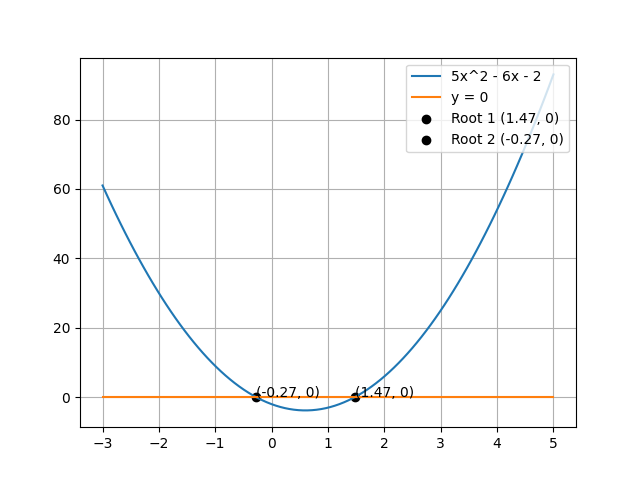 5x^2 - 6x - 2
y = 0
Root 1 (1.47, 0)
Root 2 (-0.27, 0)
80
60
40
20
0
(-0.27, 0)
(1.47, 0)
−3 −2 −1 0 1 2 3 4 5